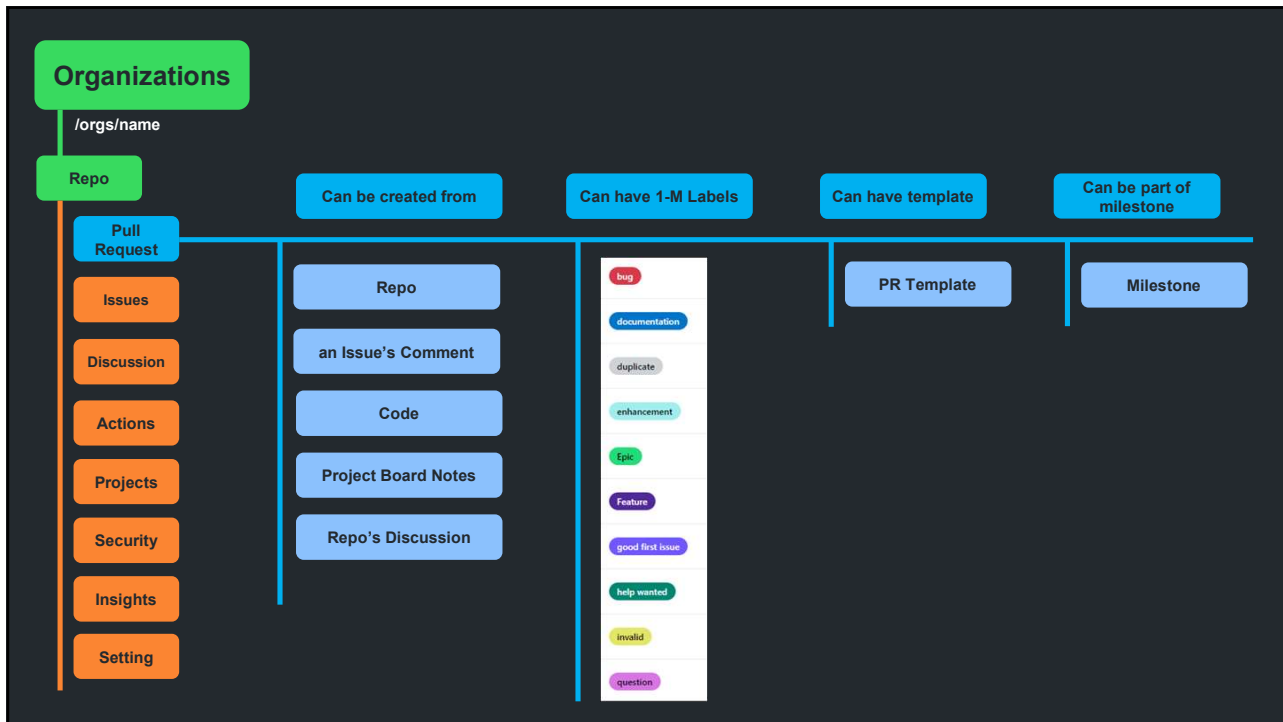 Organizations
/orgs/name
Repo
Can be created from
Can have 1-M Labels
Can have template
Can be part of
milestone
Pull
Request
Issues
Discussion
Actions
Projects
Security
Insights
Setting
Repo
an Issue’s Comment
Code
Project Board Notes
Repo’s Discussion
bug
documentation
duplicate
enhancement
Epic
Feature
good first issue
help wanted
invalid
question
PR Template
Milestone